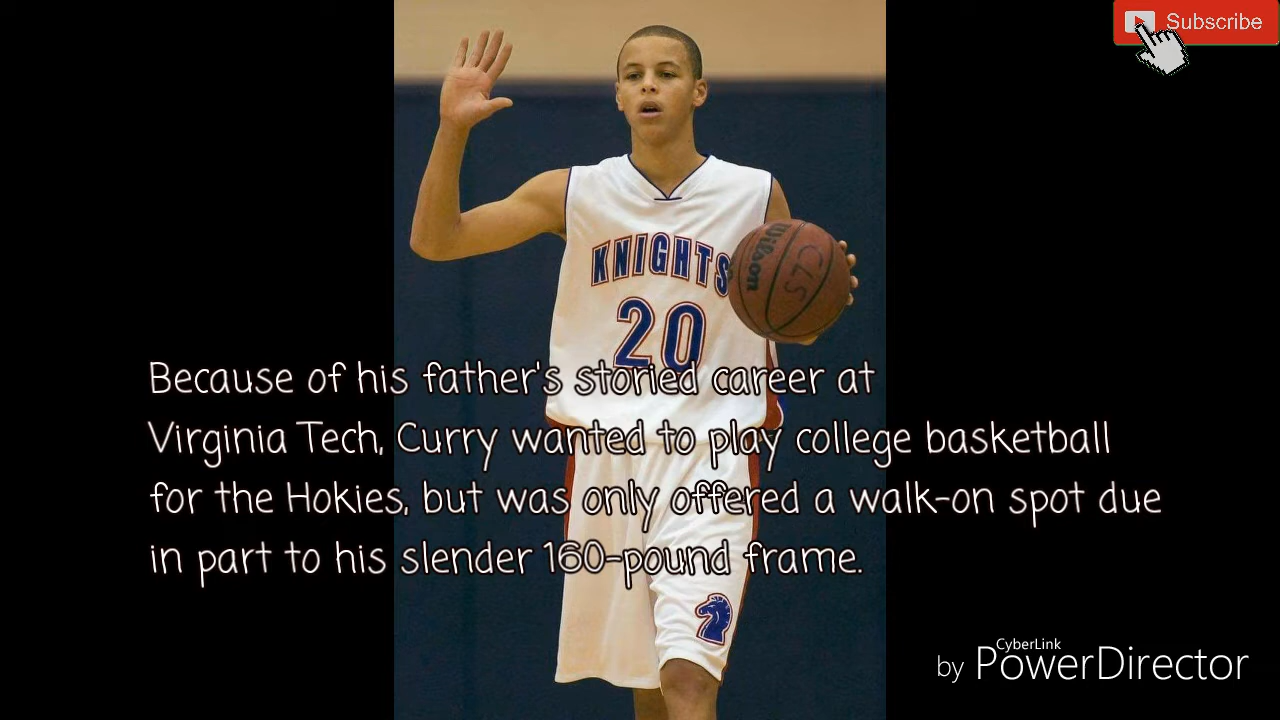 Subscribe
KNIGHTS
20
Wilson
CLS
Because of his father's storied career at
Virginia Tech, Curry wanted to play college basketball
for the Hokies, but was only offered a walk-on spot due
in part to his slender 160-pound frame.
CyberLink
by PowerDirector